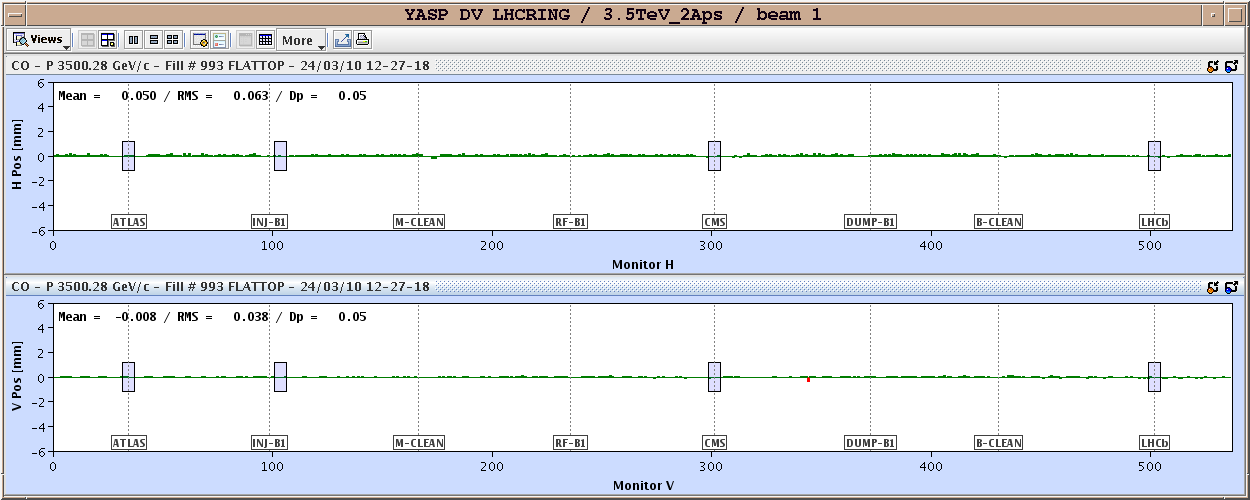 YASP DV LHCRING / 3.5TeV_2Aps / beam 1
Views More
CO - P 3500.28 GeV/c - Fill # 993 FLATTOP - 24/03/10 12-27-18
Mean = 0.050 / RMS = 0.063 / Dp = 0.05
H Pos [mm]
6
4
2
0
-2
-4
-6
ATLAS INJ-B1 M-CLEAN RF-B1 CMS DUMP-B1 B-CLEAN LHCb
0 100 200 300 400 500
Monitor H
CO - P 3500.28 GeV/c - Fill # 993 FLATTOP - 24/03/10 12-27-18
Mean = -0.008 / RMS = 0.038 / Dp = 0.05
V Pos [mm]
6
4
2
0
-2
-4
-6
ATLAS INJ-B1 M-CLEAN RF-B1 CMS DUMP-B1 B-CLEAN LHCb
0 100 200 300 400 500
Monitor V